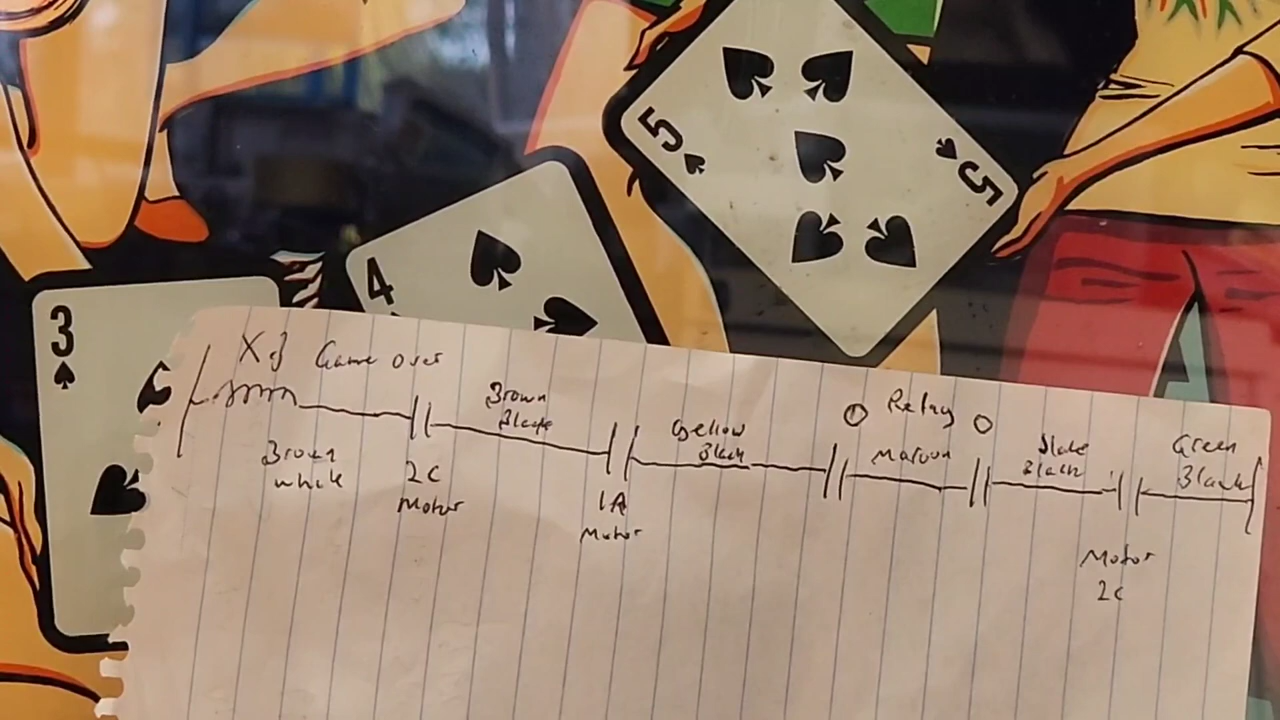 5
5
4
3
X3 Game over
Relay
Brown
Black
Yellow
Black
Maroon
Slate
Black
Green
Black
Brown
white
2C
Motor
1A
Motor
Motor
2C